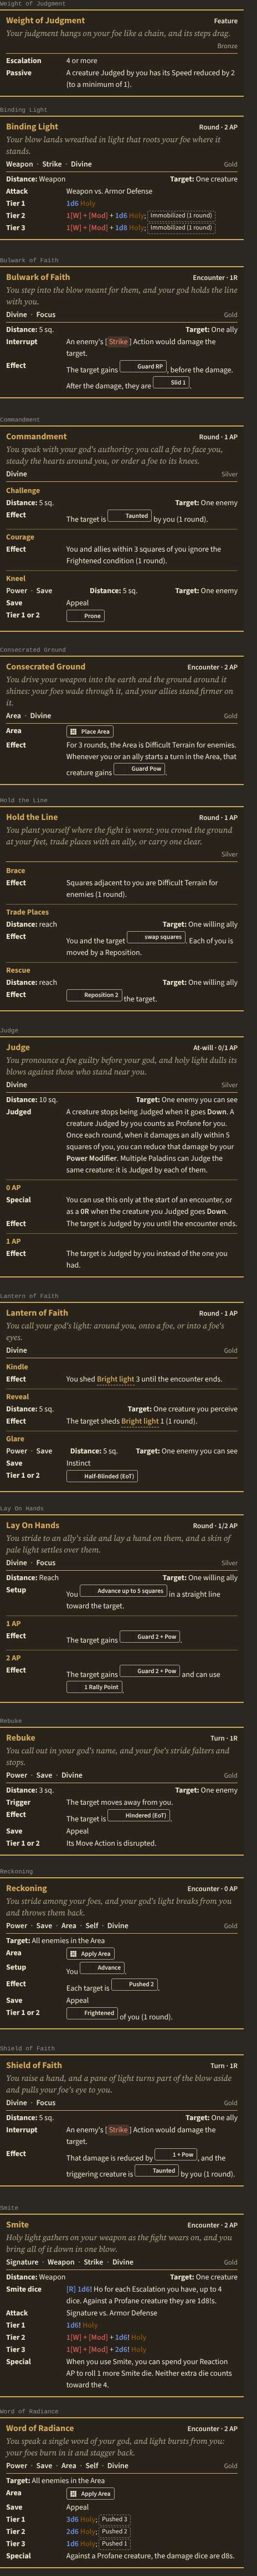 Weight of Judgment
Weight of Judgment Feature
Your judgment hangs on your foe like a chain, and its steps drag.
Bronze
Escalation 4 or more
Passive A creature Judged by you has its Speed reduced by 2
(to a minimum of 1).
Binding Light
Binding Light Round · 2 AP
Your blow lands wreathed in light that roots your foe where it
stands.
Weapon · Strike · Divine Gold
Distance: Weapon Target: One creature
Attack Weapon vs. Armor Defense
Tier 1 1d6 Holy
Tier 2 1[W] + [Mod] + 1d6 Holy; Immobilized (1 round)
Tier 3 1[W] + [Mod] + 1d8 Holy; Immobilized (1 round)
Bulwark of Faith
Bulwark of Faith Encounter · 1R
You step into the blow meant for them, and your god holds the line
with you.
Divine · Focus Gold
Distance: 5 sq. Target: One ally
Interrupt An enemy's [Strike] Action would damage the
target.
Effect The target gains Guard RP, before the damage.
After the damage, they are Slid 1.
Commandment
Commandment Round · 1 AP
You speak with your god's authority: you call a foe to face you,
steady the hearts around you, or order a foe to its knees.
Divine Silver
Challenge
Distance: 5 sq. Target: One enemy
Effect The target is Taunted by you (1 round).
Courage
Effect You and allies within 3 squares of you ignore the
Frightened condition (1 round).
Kneel
Power · Save Distance: 5 sq. Target: One enemy
Save Appeal
Tier 1 or 2 Prone
Consecrated Ground
Consecrated Ground Encounter · 2 AP
You drive your weapon into the earth and the ground around it
shines: your foes wade through it, and your allies stand firmer on
it.
Area · Divine Gold
Area Place Area
Effect For 3 rounds, the Area is Difficult Terrain for enemies.
Whenever you or an ally starts a turn in the Area, that
creature gains Guard Pow.
Hold the Line
Hold the Line Round · 1 AP
You plant yourself where the fight is worst: you crowd the ground
at your feet, trade places with an ally, or carry one clear.
Silver
Brace
Effect Squares adjacent to you are Difficult Terrain for
enemies (1 round).
Trade Places
Distance: reach Target: One willing ally
Effect You and the target swap squares. Each of you is
moved by a Reposition.
Rescue
Distance: reach Target: One willing ally
Effect Reposition 2 the target.
Judge
Judge At-will · 0/1 AP
You pronounce a foe guilty before your god, and holy light dulls its
blows against those who stand near you.
Divine Silver
Distance: 10 sq. Target: One enemy you can see
Judged A creature stops being Judged when it goes Down. A
creature Judged by you counts as Profane for you.
Once each round, when it damages an ally within 5
squares of you, you can reduce that damage by your
Power Modifier. Multiple Paladins can Judge the
same creature: it is Judged by each of them.
0 AP
Special You can use this only at the start of an encounter, or
as a 0R when the creature you Judged goes Down.
Effect The target is Judged by you until the encounter ends.
1 AP
Effect The target is Judged by you instead of the one you
had.
Lantern of Faith
Lantern of Faith Round · 1 AP
You call your god's light: around you, onto a foe, or into a foe's
eyes.
Divine Gold
Kindle
Effect You shed Bright light 3 until the encounter ends.
Reveal
Distance: 5 sq. Target: One creature you perceive
Effect The target sheds Bright light 1 (1 round).
Glare
Power · Save Distance: 5 sq. Target: One enemy you can see
Save Instinct
Tier 1 or 2 Half-Blinded (EoT)
Lay On Hands
Lay On Hands Round · 1/2 AP
You stride to an ally's side and lay a hand on them, and a skin of
pale light settles over them.
Divine · Focus Silver
Distance: Reach Target: One willing ally
Setup You Advance up to 5 squares in a straight line
toward the target.
1 AP
Effect The target gains Guard 2 + Pow.
2 AP
Effect The target gains Guard 2 + Pow and can use
1 Rally Point.
Rebuke
Rebuke Turn · 1R
You call out in your god's name, and your foe's stride falters and
stops.
Power · Save · Divine Gold
Distance: 3 sq. Target: One enemy
Trigger The target moves away from you.
Effect The target is Hindered (EoT).
Save Appeal
Tier 1 or 2 Its Move Action is disrupted.
Reckoning
Reckoning Encounter · 0 AP
You stride among your foes, and your god's light breaks from you
and throws them back.
Power · Save · Area · Self · Divine Gold
Target: All enemies in the Area
Area Apply Area
Setup You Advance.
Effect Each target is Pushed 2.
Save Appeal
Tier 1 or 2 Frightened of you (1 round).
Shield of Faith
Shield of Faith Turn · 1R
You raise a hand, and a pane of light turns part of the blow aside
and pulls your foe's eye to you.
Divine Gold
Distance: 5 sq. Target: One ally
Interrupt An enemy's [Strike] Action would damage the
target.
Effect That damage is reduced by 1 + Pow, and the
triggering creature is Taunted by you (1 round).
Smite
Smite Encounter · 2 AP
Holy light gathers on your weapon as the fight wears on, and you
bring all of it down in one blow.
Signature · Weapon · Strike · Divine Gold
Distance: Weapon Target: One creature
Smite dice [R] 1d6! Ho for each Escalation you have, up to 4
dice. Against a Profane creature they are 1d8!s.
Attack Signature vs. Armor Defense
Tier 1 1d6! Holy
Tier 2 1[W] + [Mod] + 1d6! Holy
Tier 3 1[W] + [Mod] + 2d6! Holy
Special When you use Smite, you can spend your Reaction
AP to roll 1 more Smite die. Neither extra die counts
toward the 4.
Word of Radiance
Word of Radiance Encounter · 2 AP
You speak a single word of your god, and light bursts from you:
your foes burn in it and stagger back.
Power · Save · Area · Self · Divine Gold
Target: All enemies in the Area
Area Apply Area
Save Appeal
Tier 1 3d6 Holy; Pushed 3
Tier 2 2d6 Holy; Pushed 2
Tier 3 1d6 Holy; Pushed 1
Special Against a Profane creature, the damage dice are d8s.